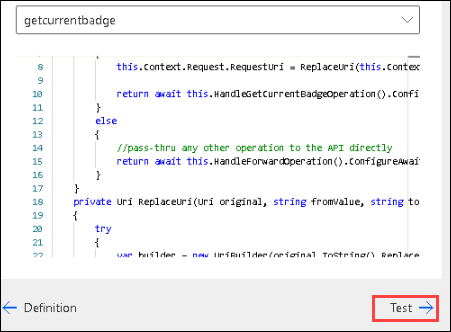 getcurrentbadge
8 this.Context.Request.RequestUri = ReplaceUri(this.Contex
9
10 return await this.HandleGetCurrentBadgeOperation().Confi
11 }
12 else
13 {
14 //pass-thru any other operation to the API directly
15 return await this.HandleForwardOperation().ConfigureAwait
16 }
17 }
18 private Uri ReplaceUri(Uri original, string fromValue, string to
19 {
20 try
21 {
22 var builder = new UriBuilder(original.ToString().Replace
Definition
Test